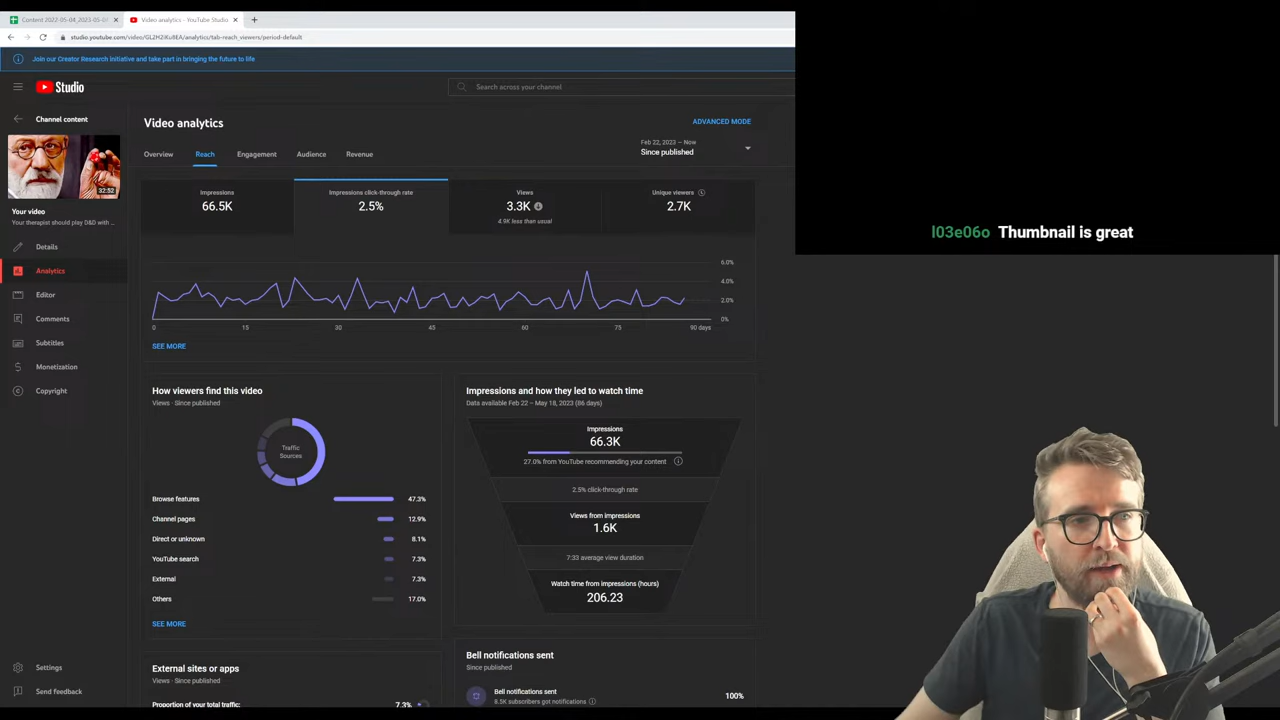 Content 2022-05-04_2023-05-0
Video analytics - YouTube Studio
studio.youtube.com/video/GL2H2iKu8EA/analytics/tab-reach_viewers/period-default
Join our Creator Research initiative and take part in bringing the future to life
Studio
Search across your channel
Channel content
32:52
Your video
Your therapist should play D&D with ...
Details
Analytics
Editor
Comments
Subtitles
Monetization
Copyright
Settings
Send feedback
Video analytics
ADVANCED MODE
Overview
Reach
Engagement
Audience
Revenue
Feb 22, 2023 – Now
Since published
Impressions
66.5K
Impressions click-through rate
2.5%
Views
3.3K
4.9K less than usual
Unique viewers
2.7K
6.0%
4.0%
2.0%
0%
0 15 30 45 60 75 90 days
SEE MORE
How viewers find this video
Views · Since published
Traffic
Sources
Browse features 47.3%
Channel pages 12.9%
Direct or unknown 8.1%
YouTube search 7.3%
External 7.3%
Others 17.0%
SEE MORE
Impressions and how they led to watch time
Data available Feb 22 – May 18, 2023 (86 days)
Impressions
66.3K
27.0% from YouTube recommending your content
2.5% click-through rate
Views from impressions
1.6K
7:33 average view duration
Watch time from impressions (hours)
206.23
External sites or apps
Views · Since published
Proportion of your total traffic: 7.3%
Bell notifications sent
Since published
Bell notifications sent 100%
8.5K subscribers got notifications
l03e06o Thumbnail is great